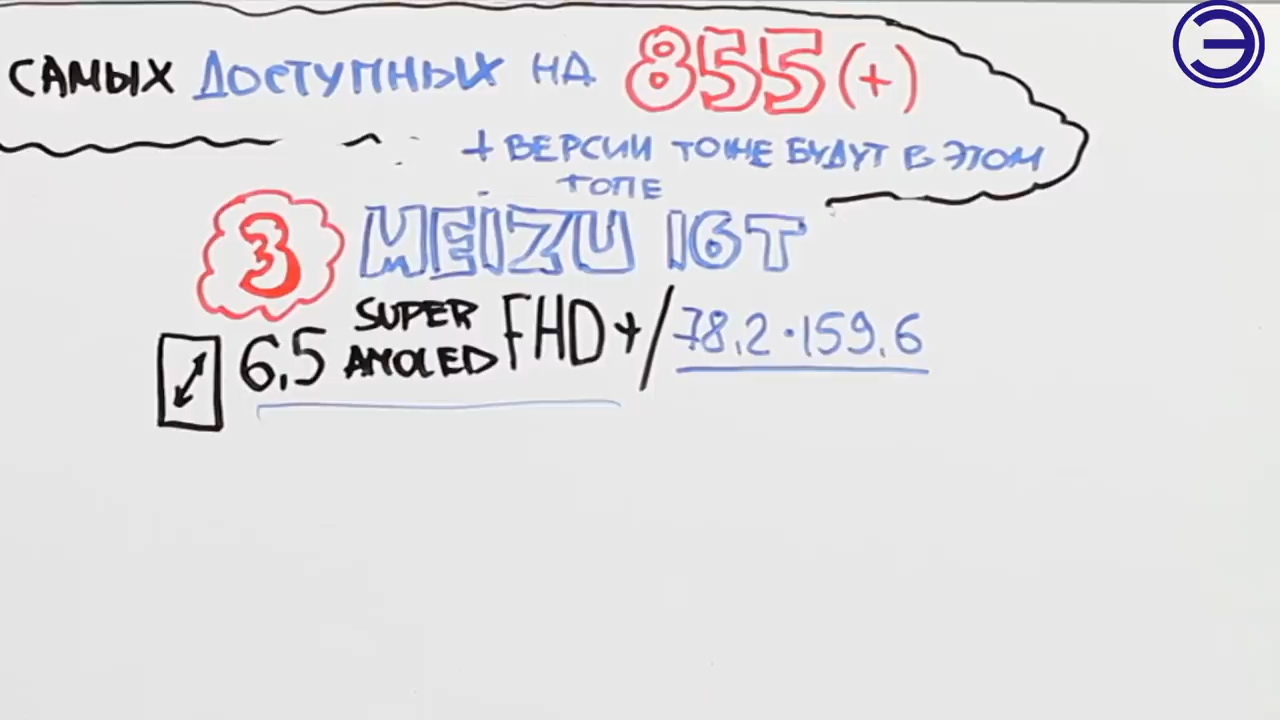 САМЫХ ДОСТУПНЫХ НА 855(+)
+ ВЕРСИИ ТОЖЕ БУДУТ В ЭТОМ
ТОПЕ
3 MEIZU 16T
6,5 SUPER AMOLED FHD+/78,2·159,6
Э